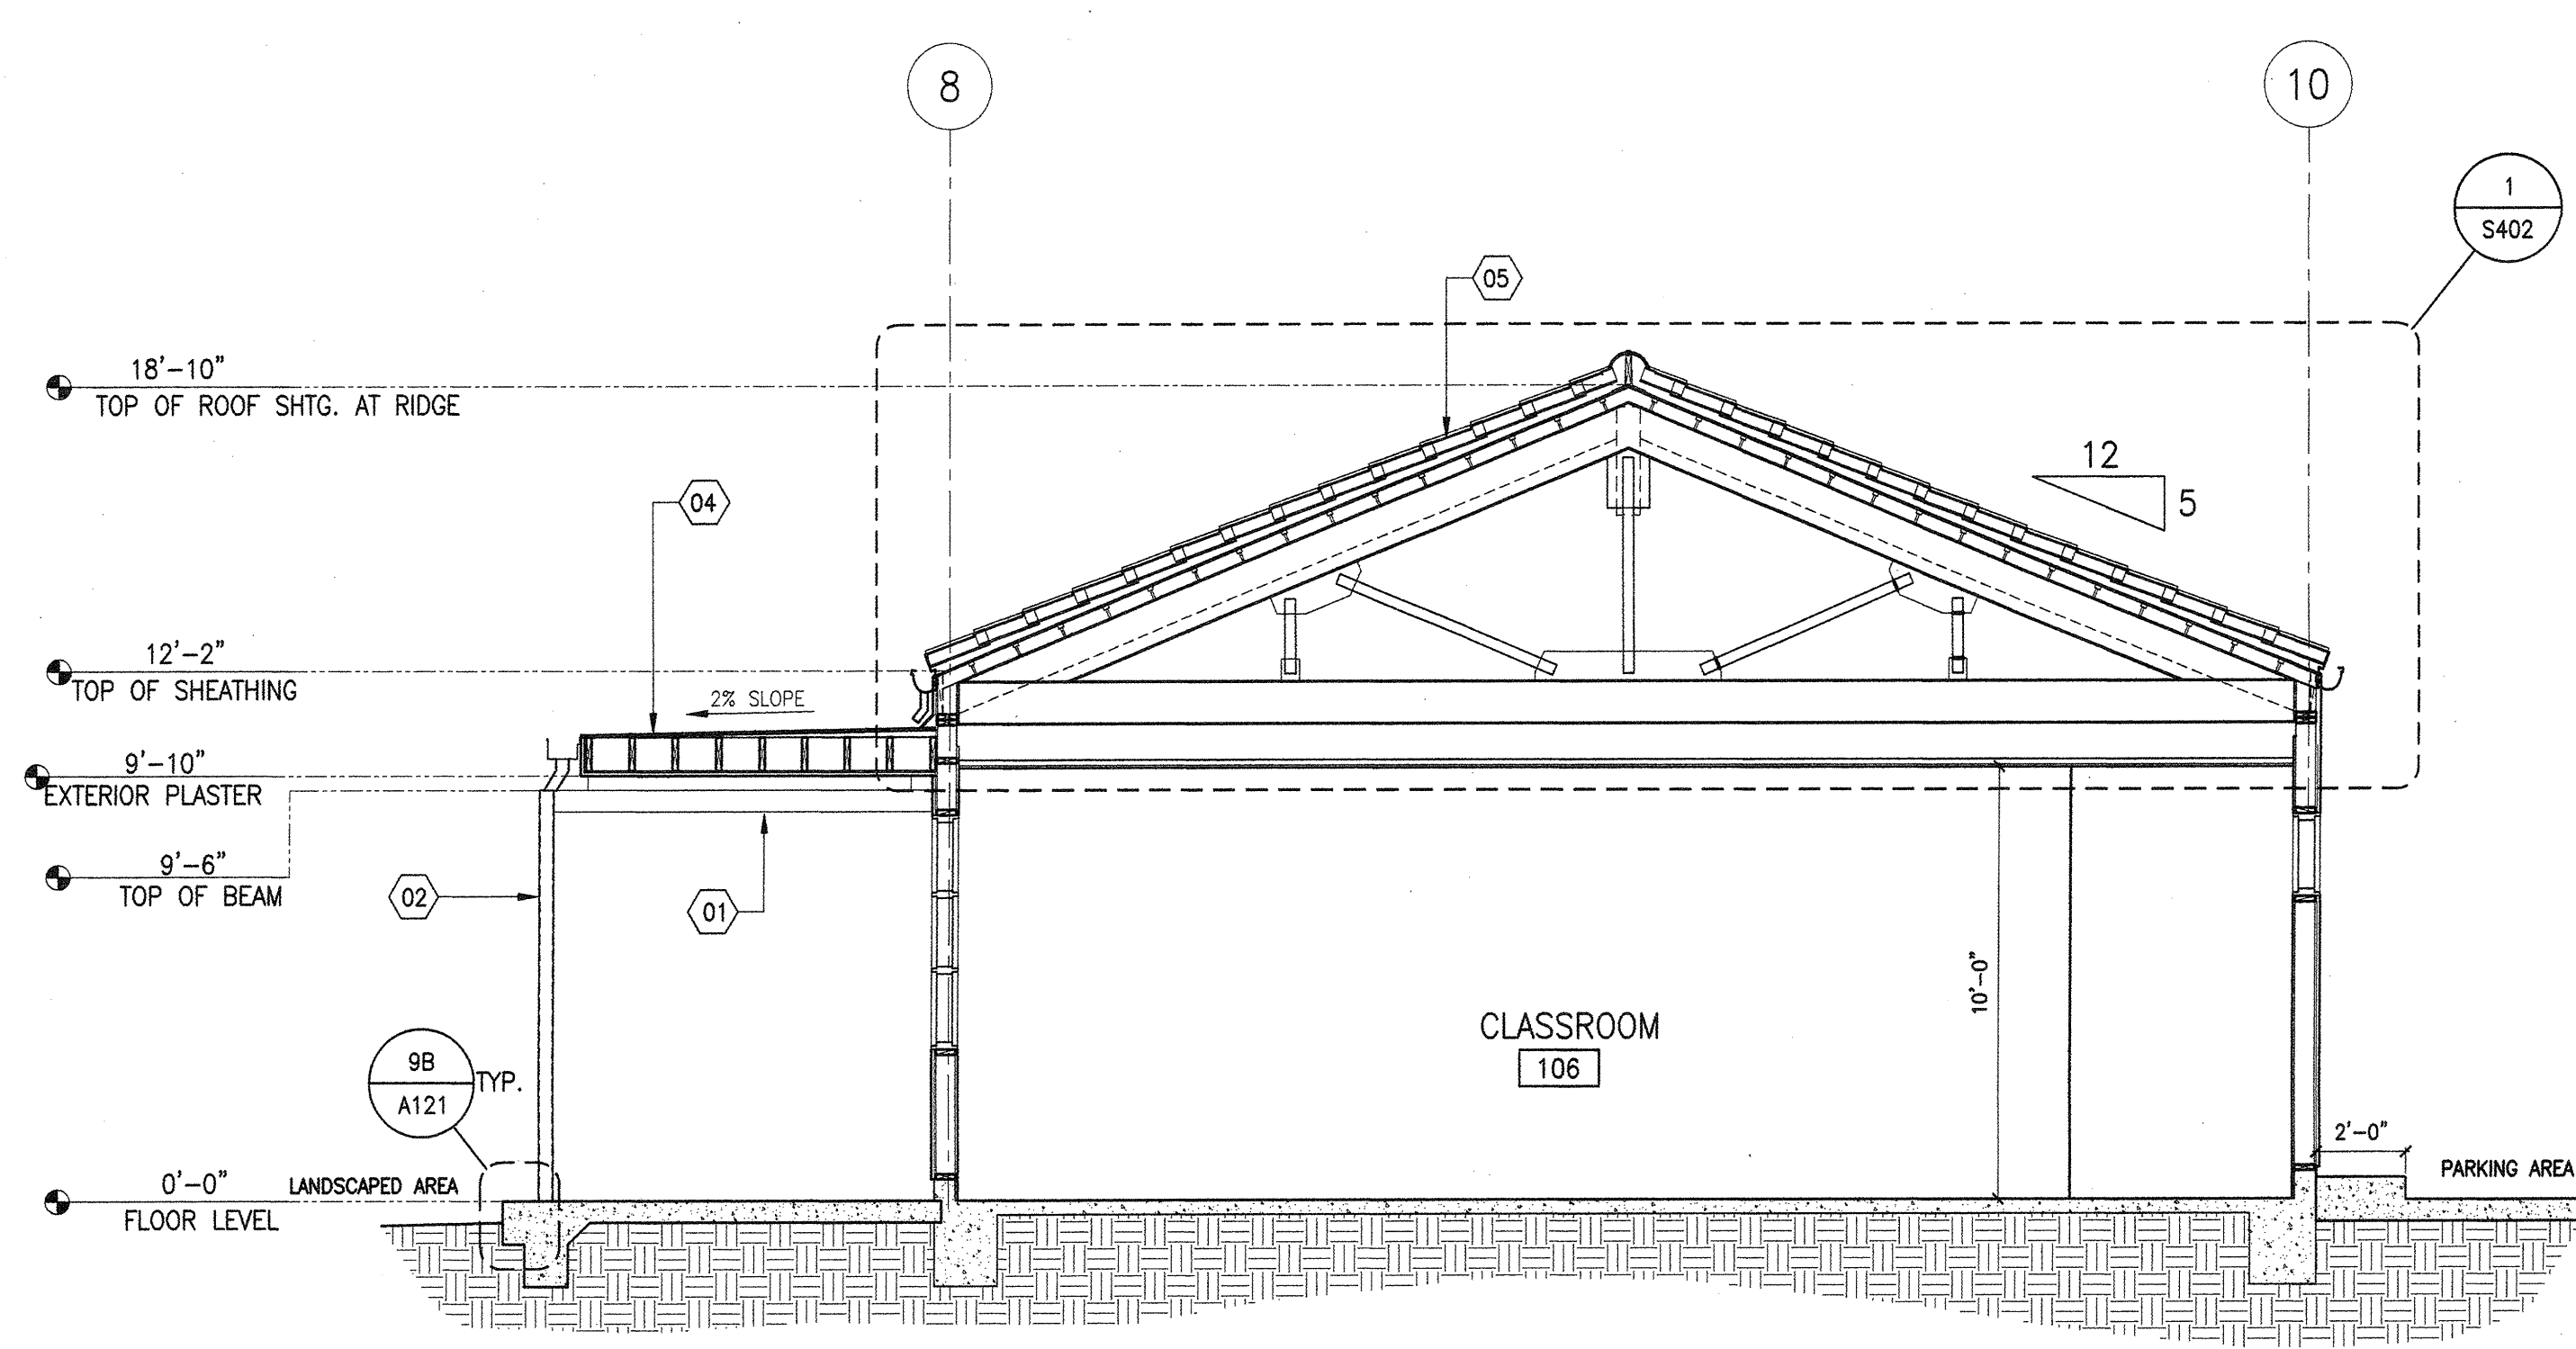 8
10
1
S402
05
18'-10"
TOP OF ROOF SHTG. AT RIDGE
12
5
04
12'-2"
TOP OF SHEATHING
2% SLOPE
9'-10"
EXTERIOR PLASTER
9'-6"
TOP OF BEAM
02
01
10'-0"
CLASSROOM
106
9B
A121
TYP.
2'-0"
PARKING AREA
0'-0"
LANDSCAPED AREA
FLOOR LEVEL